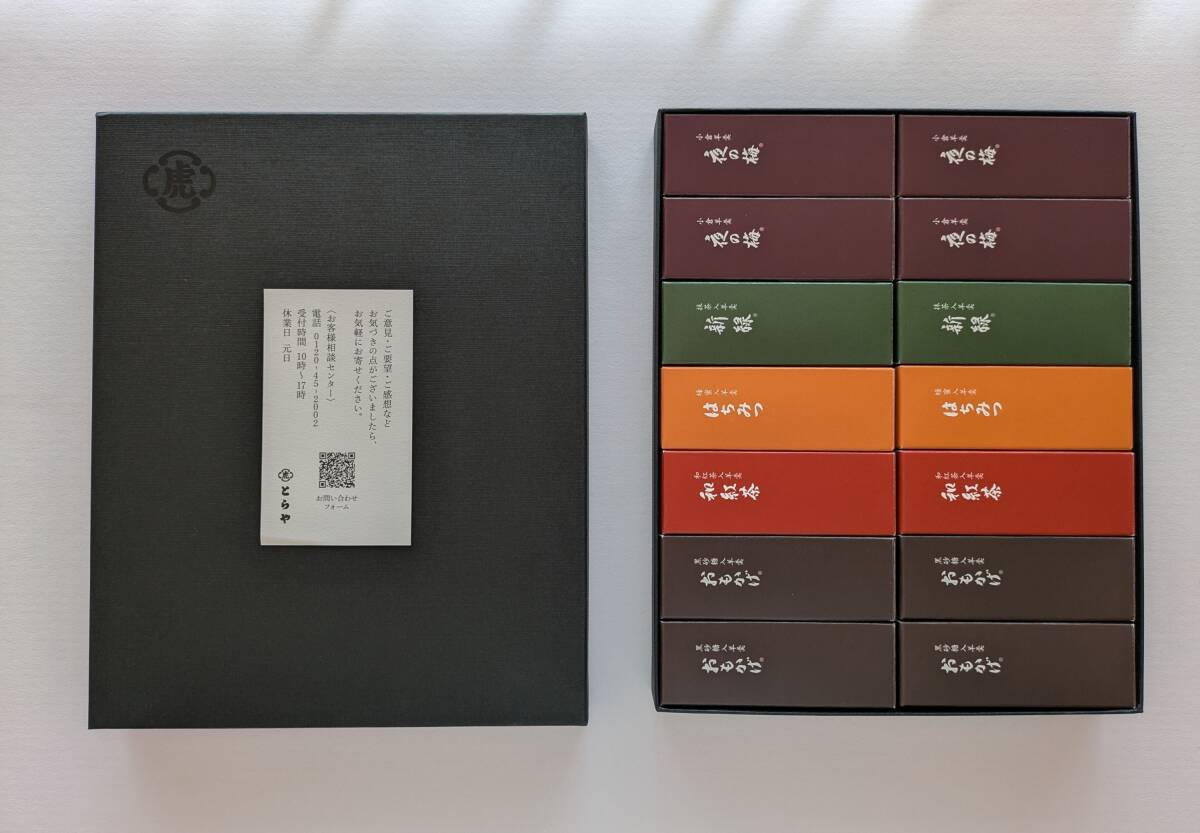 虎
ご意見・ご要望・ご感想など
お気づきの点がございましたら、
お気軽にお寄せください。
〈お客様相談センター〉
電話 0120-45-2002
受付時間 10時〜17時
休業日 元日
お問い合わせ
フォーム
虎
とらや
小倉羊羹
夜の梅®
小倉羊羹
夜の梅®
小倉羊羹
夜の梅®
小倉羊羹
夜の梅®
抹茶入羊羹
新緑
抹茶入羊羹
新緑
蜂蜜入羊羹
はちみつ
蜂蜜入羊羹
はちみつ
和紅茶入羊羹
和紅茶
和紅茶入羊羹
和紅茶
黒砂糖入羊羹
おもかげ®
黒砂糖入羊羹
おもかげ®
黒砂糖入羊羹
おもかげ®
黒砂糖入羊羹
おもかげ®